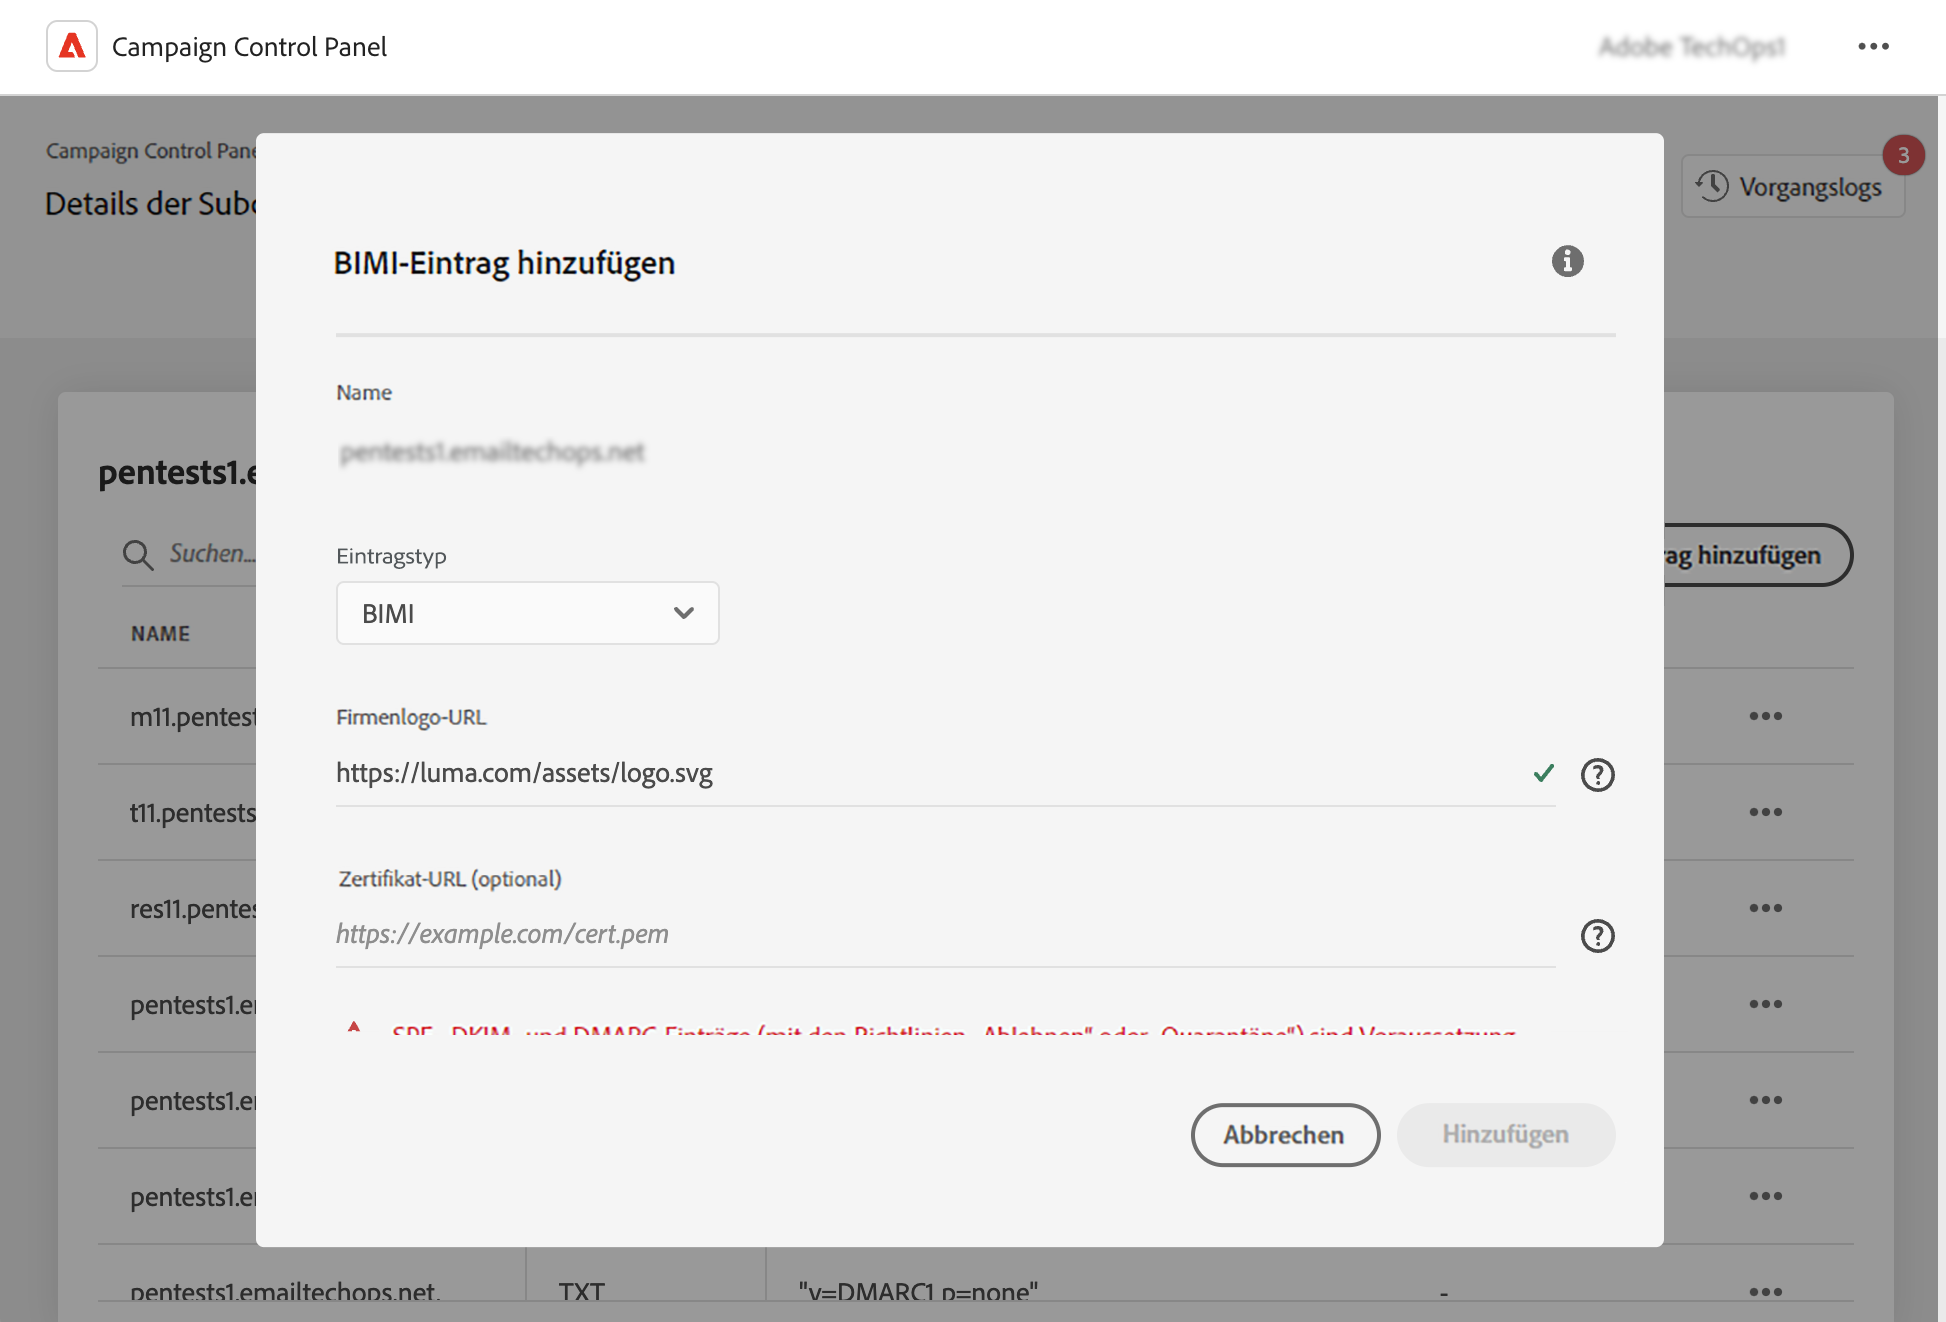 Campaign Control Panel
Adobe TechOps1
Campaign Control Pane
Details der Subd
3
Vorgangslogs
BIMI-Eintrag hinzufügen
Name
pentests1.emailtechops.net
pentests1.e
Suchen...
rag hinzufügen
Eintragstyp
BIMI
NAME
Firmenlogo-URL
m11.pentest
https://luma.com/assets/logo.svg
t11.pentests
Zertifikat-URL (optional)
res11.pentes
https://example.com/cert.pem
pentests1.e
SPF-, DKIM- und DMARC-Einträge (mit den Richtlinien „Ablehnen“ oder „Quarantäne“) sind Voraussetzung
pentests1.e
Abbrechen
Hinzufügen
pentests1.e
pentests1.emailtechops.net. TXT "v=DMARC1 p=none" -